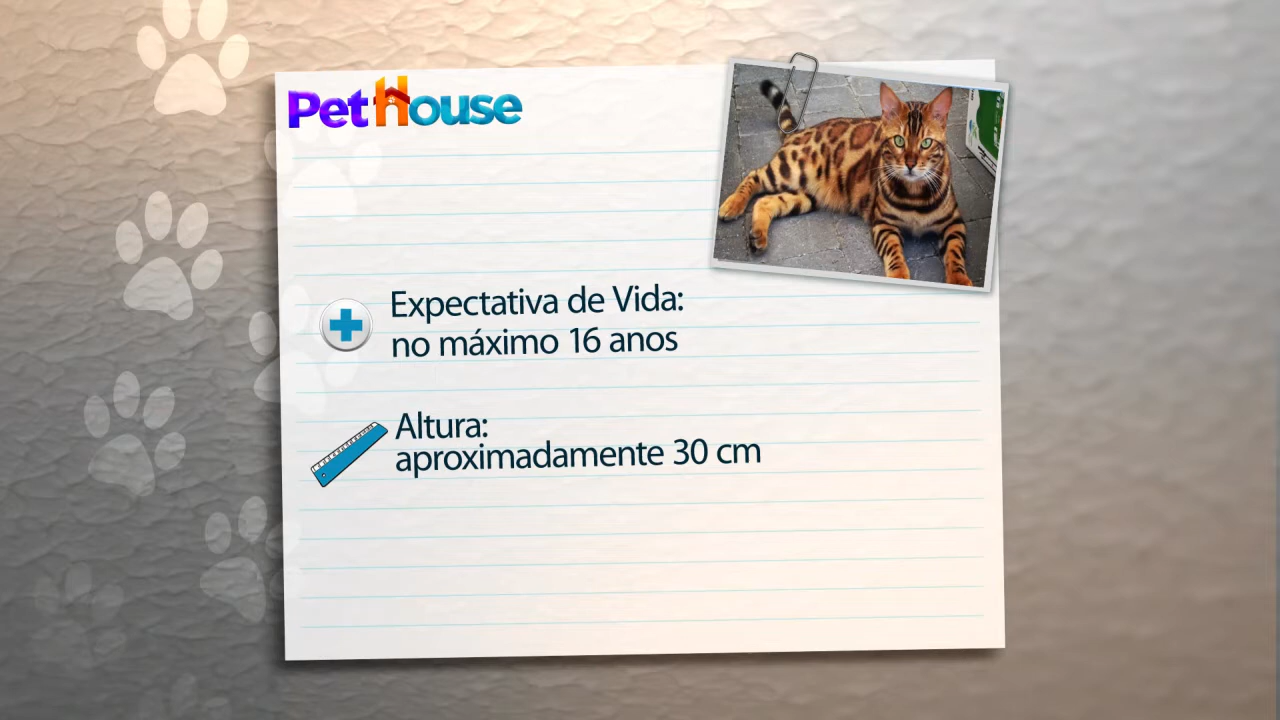 PetHouse
Expectativa de Vida:
no máximo 16 anos
Altura:
aproximadamente 30 cm